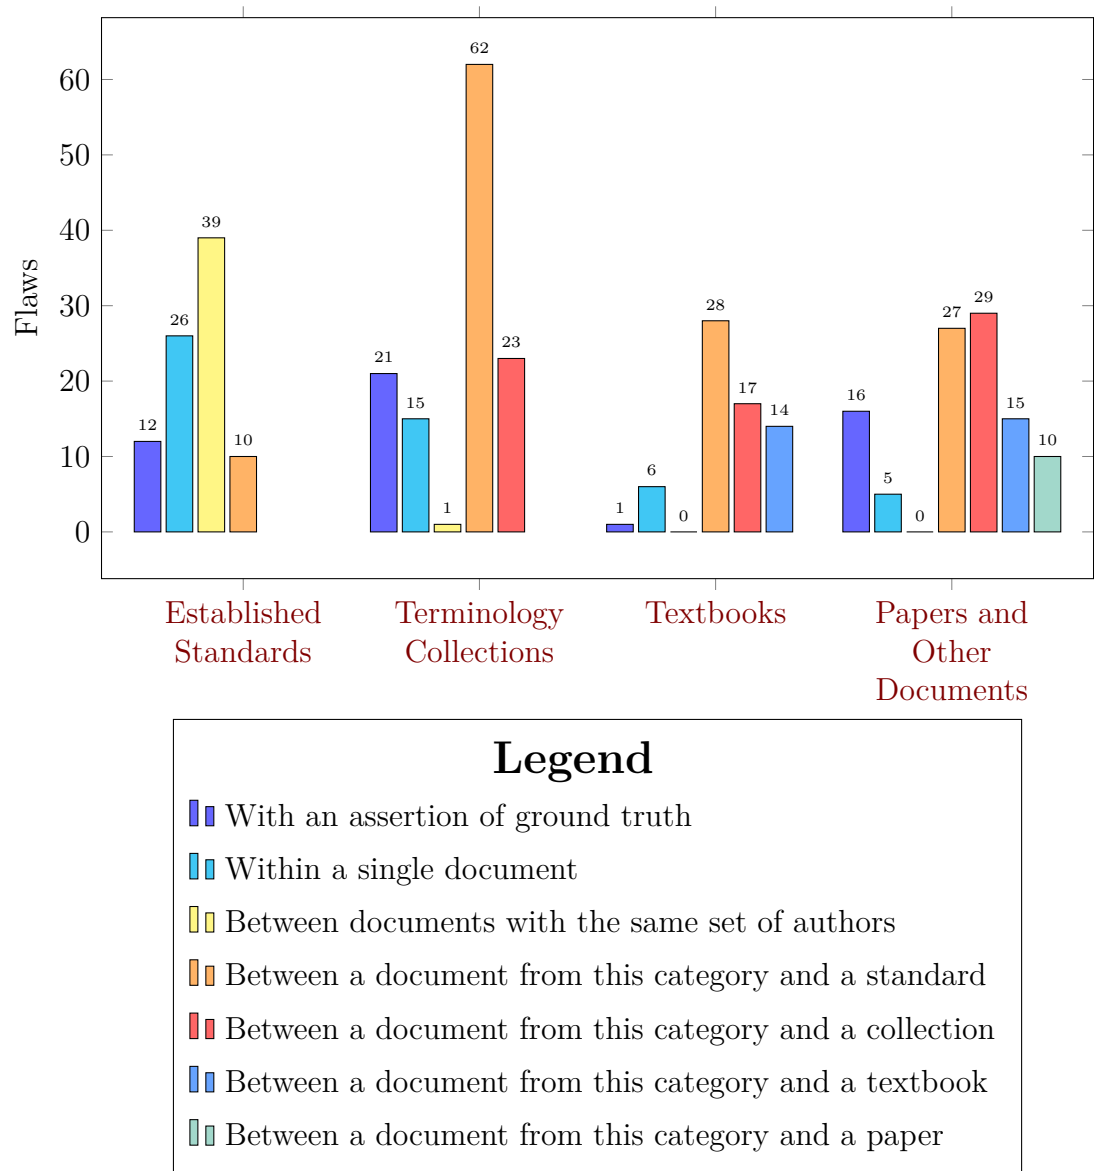 62
60
50
40
30
20
10
0
Flaws
12
26
39
10
21
15
1
23
1
6
0
28
17
14
16
5
0
27
29
15
10
Established
Standards
Terminology
Collections
Textbooks
Papers and
Other
Documents
Legend
With an assertion of ground truth
Within a single document
Between documents with the same set of authors
Between a document from this category and a standard
Between a document from this category and a collection
Between a document from this category and a textbook
Between a document from this category and a paper